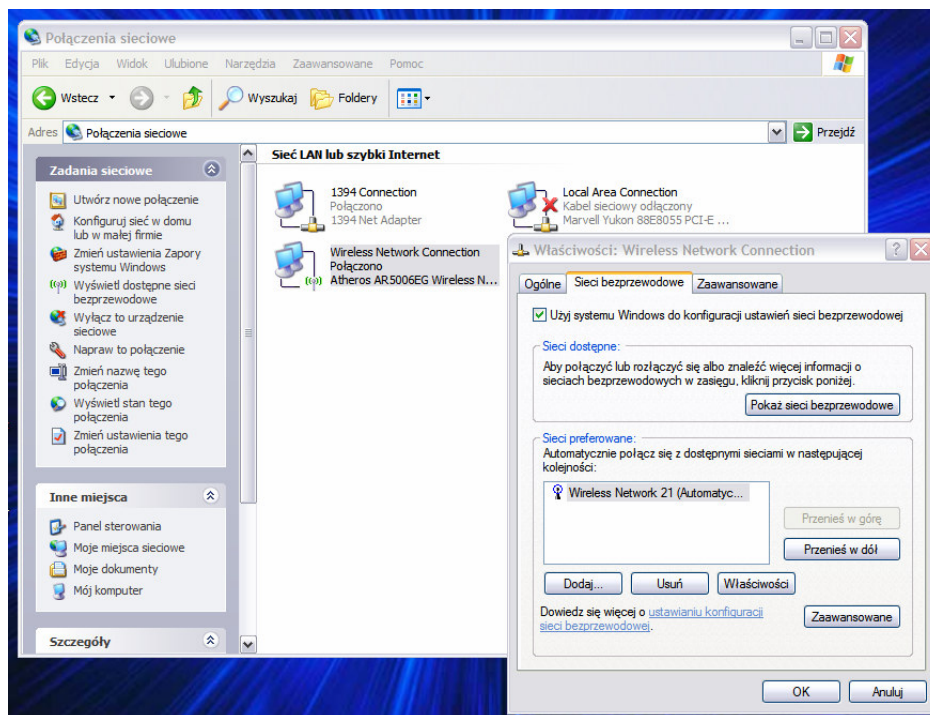 Połączenia sieciowe
Plik Edycja Widok Ulubione Narzędzia Zaawansowane Pomoc
Wstecz Wyszukaj Foldery
Adres Połączenia sieciowe Przejdź
Zadania sieciowe
Utwórz nowe połączenie
Konfiguruj sieć w domu
lub w małej firmie
Zmień ustawienia Zapory
systemu Windows
Wyświetl dostępne sieci
bezprzewodowe
Wyłącz to urządzenie
sieciowe
Napraw to połączenie
Zmień nazwę tego
połączenia
Wyświetl stan tego
połączenia
Zmień ustawienia tego
połączenia
Inne miejsca
Panel sterowania
Moje miejsca sieciowe
Moje dokumenty
Mój komputer
Szczegóły
Sieć LAN lub szybki Internet
1394 Connection
Połączono
1394 Net Adapter
Local Area Connection
Kabel sieciowy odłączony
Marvell Yukon 88E8055 PCI-E ...
Wireless Network Connection
Połączono
Atheros AR5006EG Wireless N...
Właściwości: Wireless Network Connection
Ogólne Sieci bezprzewodowe Zaawansowane
Użyj systemu Windows do konfiguracji ustawień sieci bezprzewodowej
Sieci dostępne:
Aby połączyć lub rozłączyć się albo znaleźć więcej informacji o
sieciach bezprzewodowych w zasięgu, kliknij przycisk poniżej.
Pokaż sieci bezprzewodowe
Sieci preferowane:
Automatycznie połącz się z dostępnymi sieciami w następującej
kolejności:
Wireless Network 21 (Automatyc...
Przenieś w górę
Przenieś w dół
Dodaj... Usuń Właściwości
Dowiedz się więcej o ustawianiu konfiguracji
sieci bezprzewodowej.
Zaawansowane
OK Anuluj